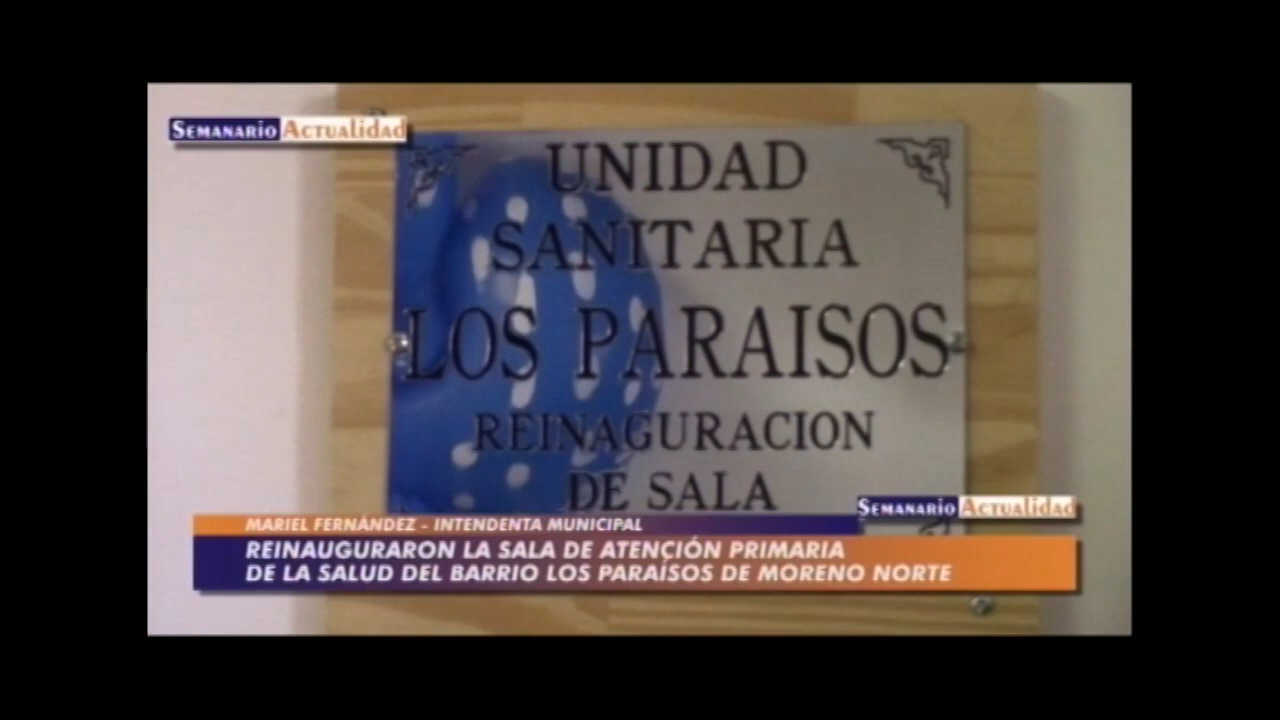 SEMANARIO ACTUALIDAD
UNIDAD
SANITARIA
LOS PARAISOS
REINAGURACION
DE SALA
SEMANARIO ACTUALIDAD
MARIEL FERNÁNDEZ - INTENDENTA MUNICIPAL
REINAUGURARON LA SALA DE ATENCIÓN PRIMARIA
DE LA SALUD DEL BARRIO LOS PARAÍSOS DE MORENO NORTE